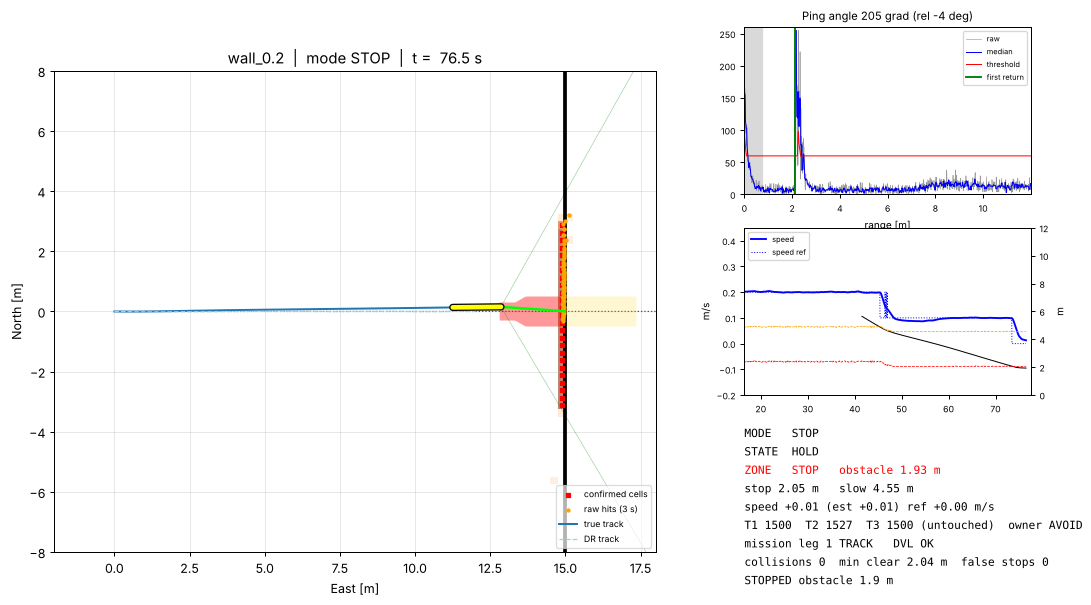 wall_0.2 | mode STOP | t = 76.5 s
8
6
4
2
0
−2
−4
−6
−8
North [m]
0.0 2.5 5.0 7.5 10.0 12.5 15.0 17.5
East [m]
confirmed cells
raw hits (3 s)
true track
DR track
Ping angle 205 grad (rel -4 deg)
250
200
150
100
50
0
raw
median
threshold
first return
0 2 4 6 8 10
range [m]
speed
speed ref
0.4
0.3
0.2
0.1
0.0
−0.1
−0.2
m/s
12
10
8
6
4
2
0
m
20 30 40 50 60 70
MODE STOP
STATE HOLD
ZONE STOP obstacle 1.93 m
stop 2.05 m slow 4.55 m
speed +0.01 (est +0.01) ref +0.00 m/s
T1 1500 T2 1527 T3 1500 (untouched) owner AVOID
mission leg 1 TRACK DVL OK
collisions 0 min clear 2.04 m false stops 0
STOPPED obstacle 1.9 m